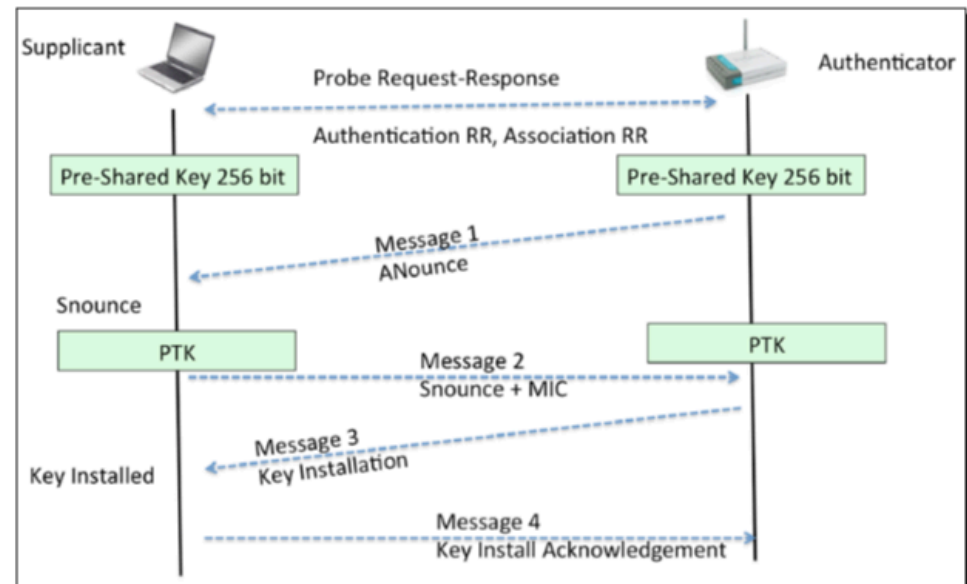 Supplicant
Authenticator
Probe Request-Response
Authentication RR, Association RR
Pre-Shared Key 256 bit
Pre-Shared Key 256 bit
Message 1
ANounce
Snounce
PTK
PTK
Message 2
Snounce + MIC
Message 3
Key Installation
Key Installed
Message 4
Key Install Acknowledgement